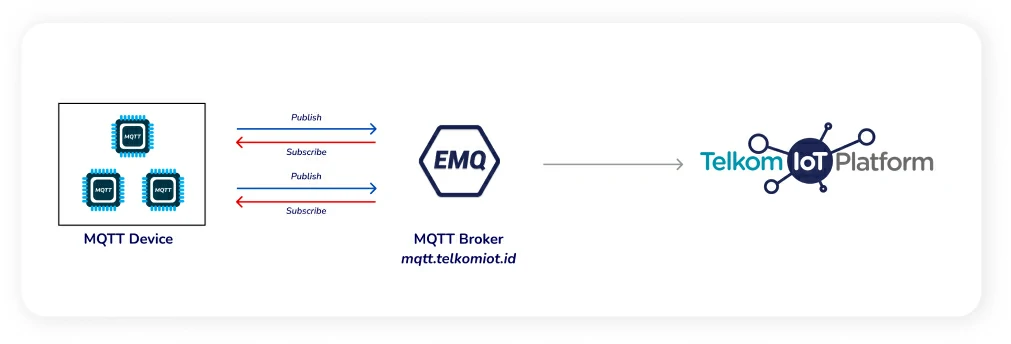 MQTT
MQTT
MQTT
MQTT Device
Publish
Subscribe
Publish
Subscribe
EMQ
MQTT Broker
mqtt.telkomiot.id
Telkom IoT Platform